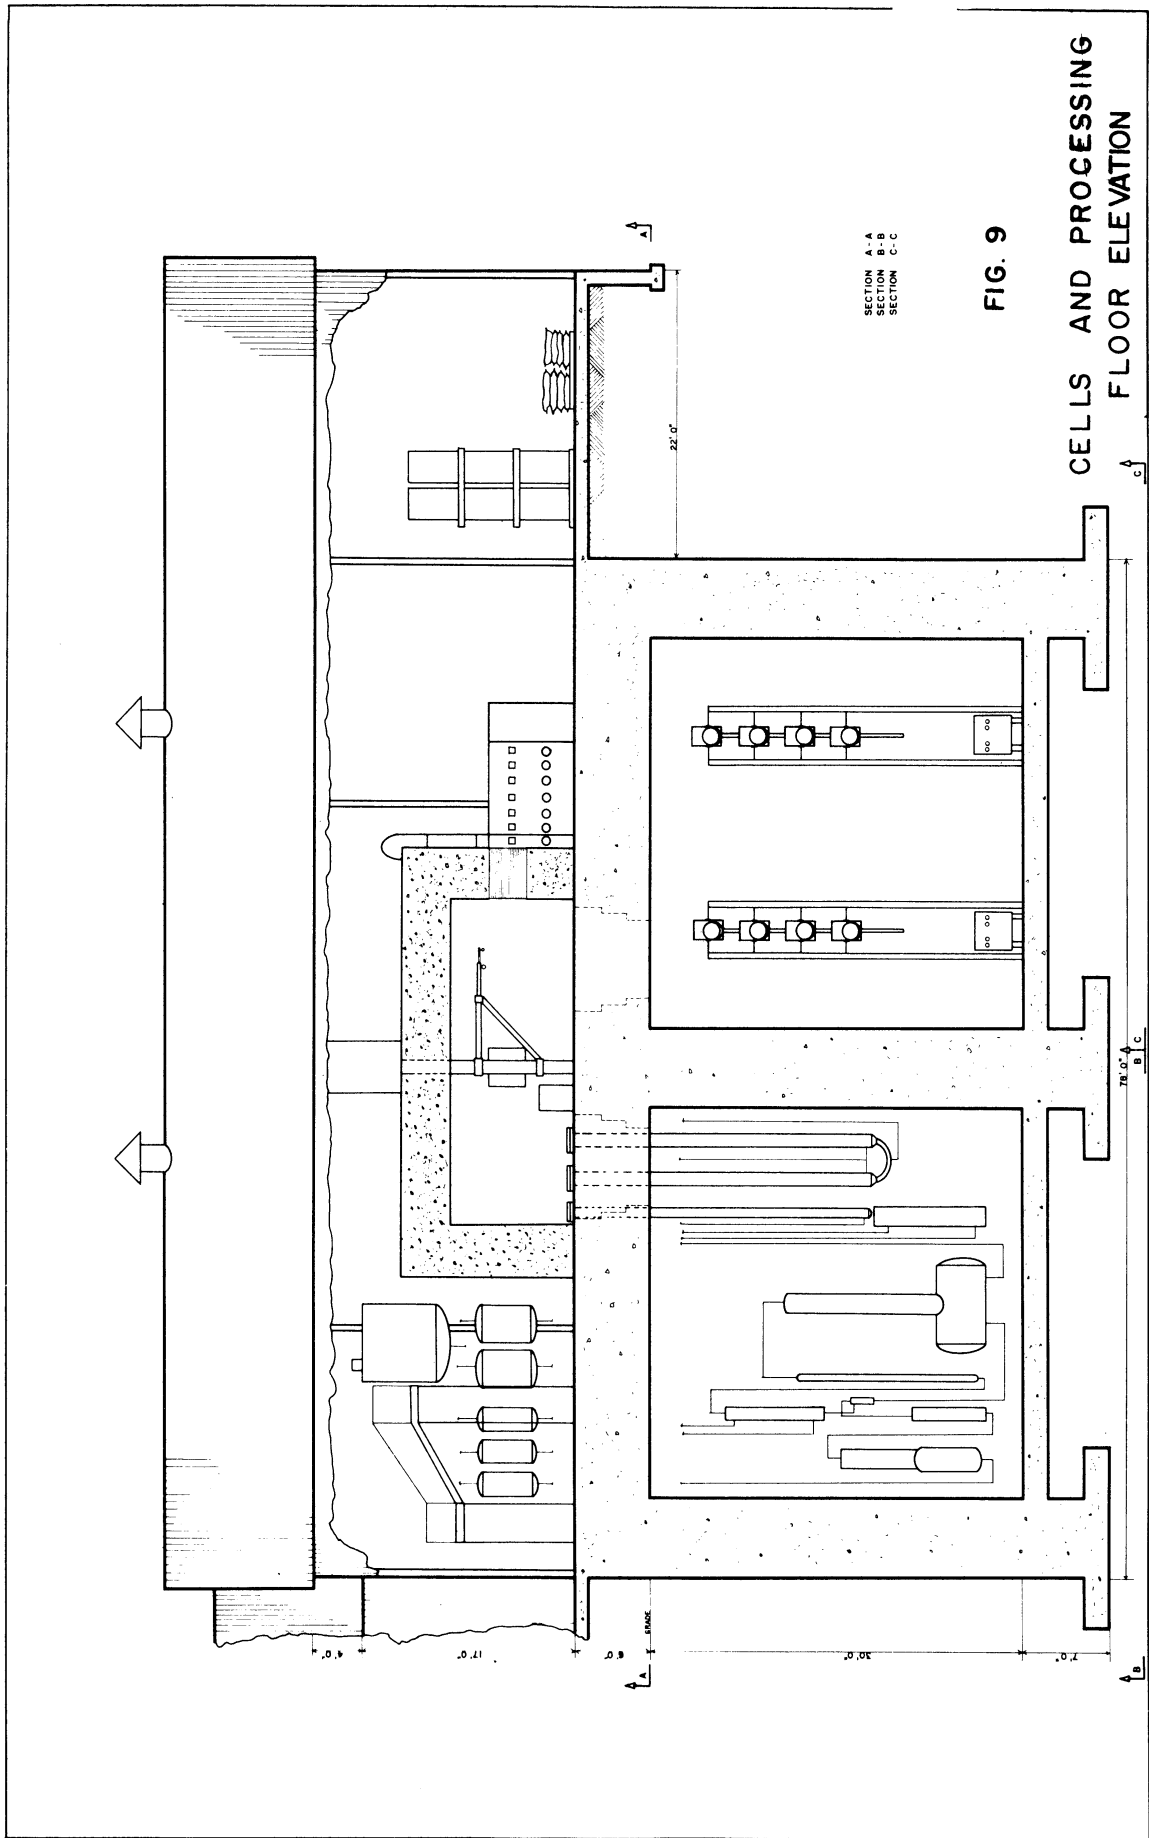 4'.0"
17'.0"
6'.0"
30'.0"
7'.0"
GRADE
A
A
B
B
C
C
22'.0"
78'.0"
SECTION A-A
SECTION B-B
SECTION C-C
FIG. 9
CELLS AND PROCESSING
FLOOR ELEVATION